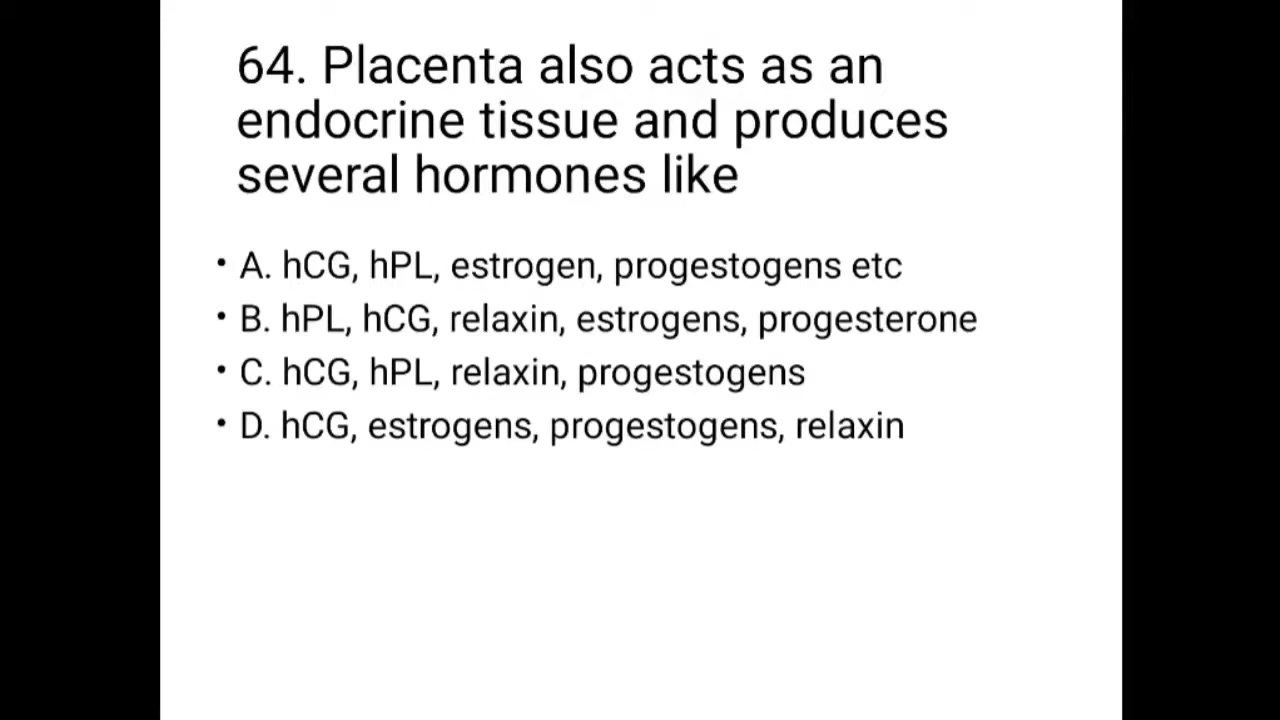 64. Placenta also acts as an
endocrine tissue and produces
several hormones like
• A. hCG, hPL, estrogen, progestogens etc
• B. hPL, hCG, relaxin, estrogens, progesterone
• C. hCG, hPL, relaxin, progestogens
• D. hCG, estrogens, progestogens, relaxin